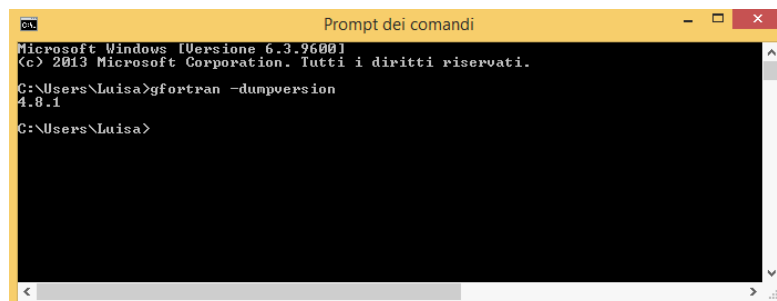 Prompt dei comandi
Microsoft Windows [Versione 6.3.9600]
(c) 2013 Microsoft Corporation. Tutti i diritti riservati.
C:\Users\Luisa>gfortran -dumpversion
4.8.1
C:\Users\Luisa>